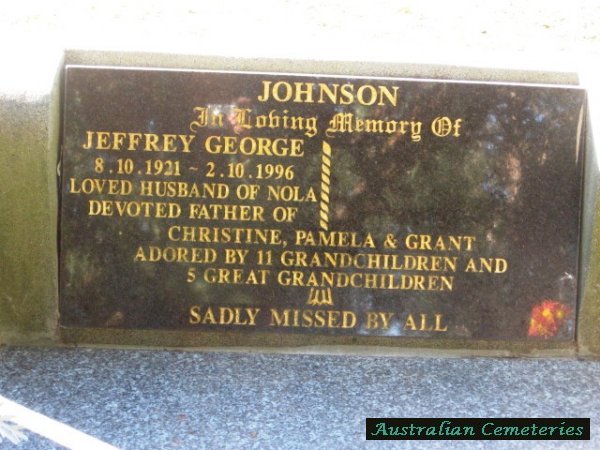 JOHNSON
In Loving Memory Of
JEFFREY GEORGE
8.10.1921 ~ 2.10.1996
LOVED HUSBAND OF NOLA
DEVOTED FATHER OF
CHRISTINE, PAMELA & GRANT
ADORED BY 11 GRANDCHILDREN AND
5 GREAT GRANDCHILDREN
SADLY MISSED BY ALL
Australian Cemeteries